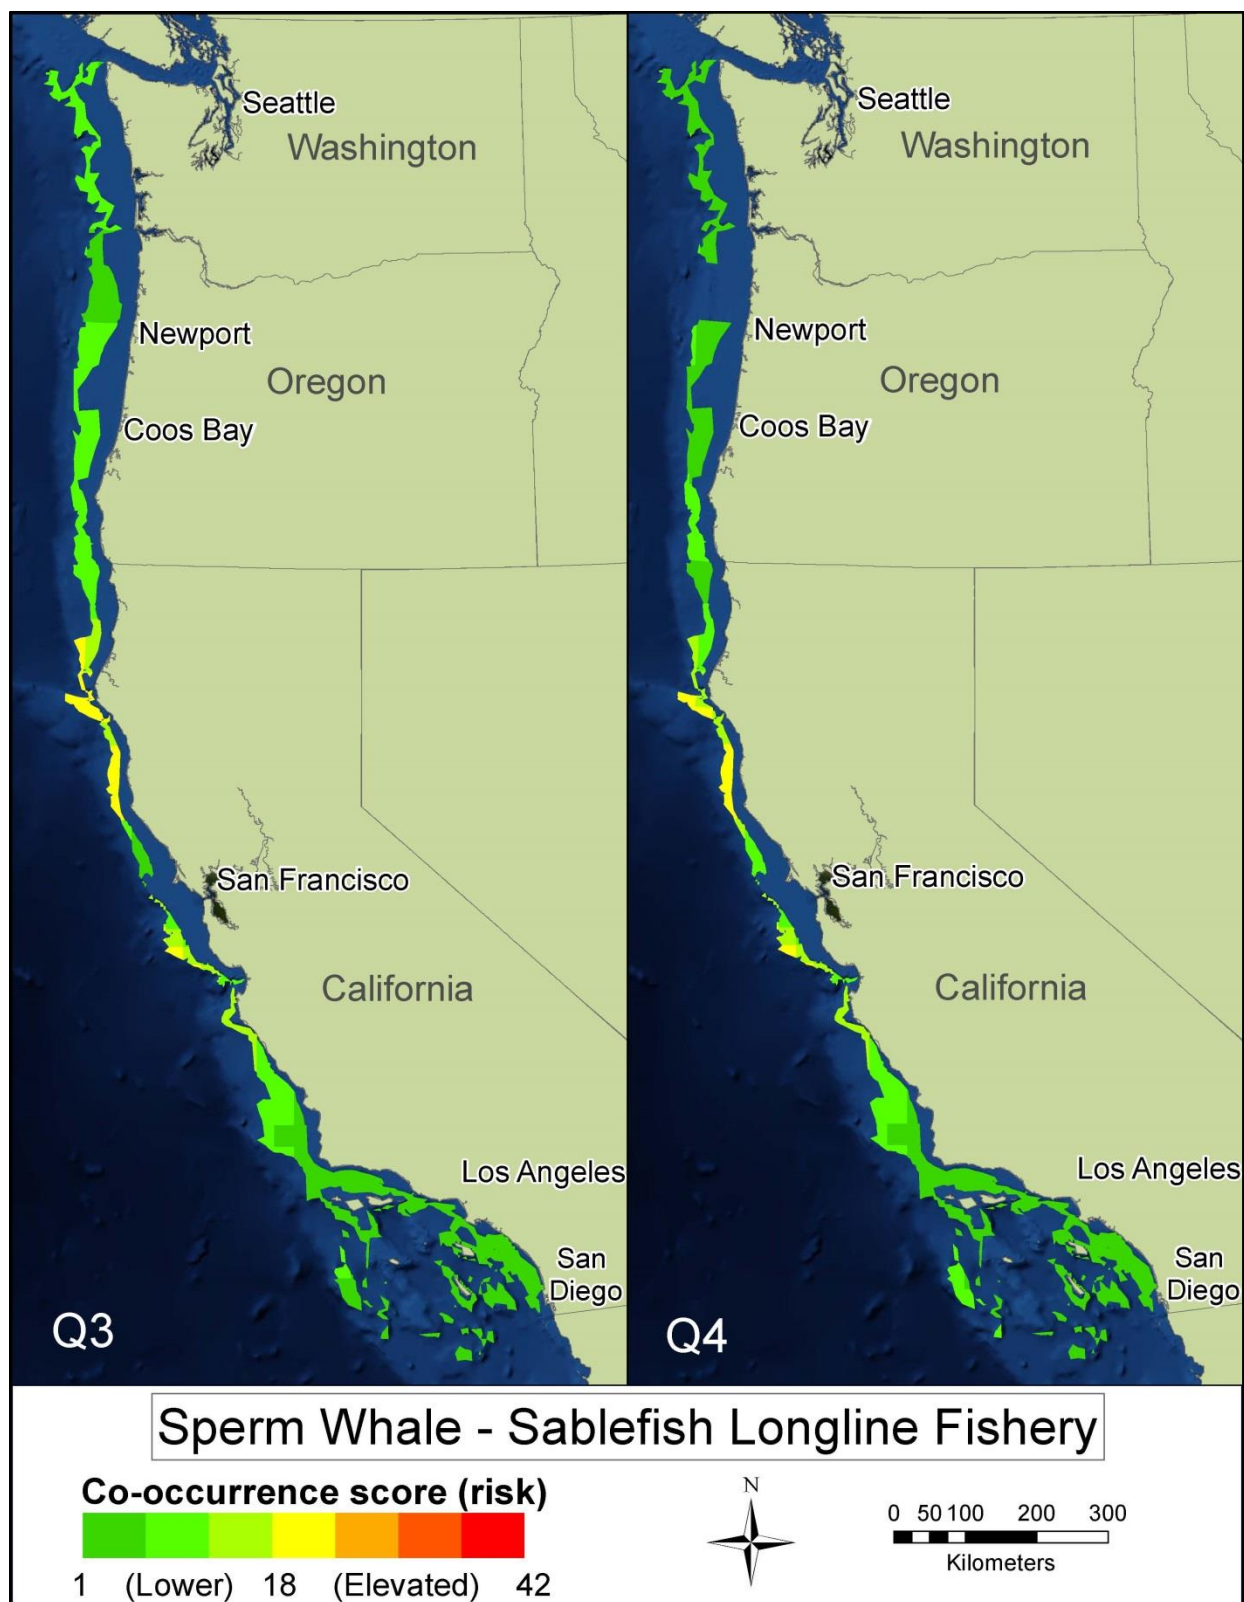 Seattle
Washington
Newport
Oregon
Coos Bay
San Francisco
California
Los Angeles
San
Diego
Q3
Seattle
Washington
Newport
Oregon
Coos Bay
San Francisco
California
Los Angeles
San
Diego
Q4
Sperm Whale - Sablefish Longline Fishery
Co-occurrence score (risk)
1 (Lower) 18 (Elevated) 42
N
0 50 100 200 300
Kilometers